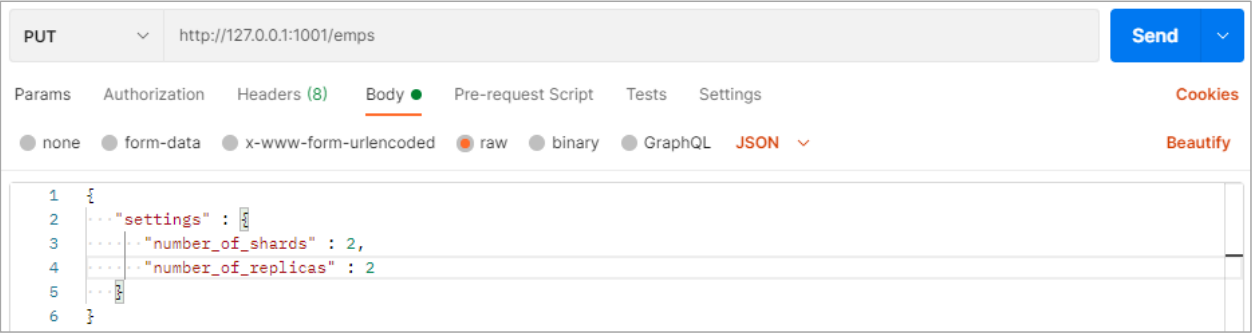 PUT http://127.0.0.1:1001/emps Send
Params Authorization Headers (8) Body Pre-request Script Tests Settings Cookies
none form-data x-www-form-urlencoded raw binary GraphQL JSON Beautify
1 {
2 "settings" : {
3 "number_of_shards" : 2,
4 "number_of_replicas" : 2
5 }
6 }